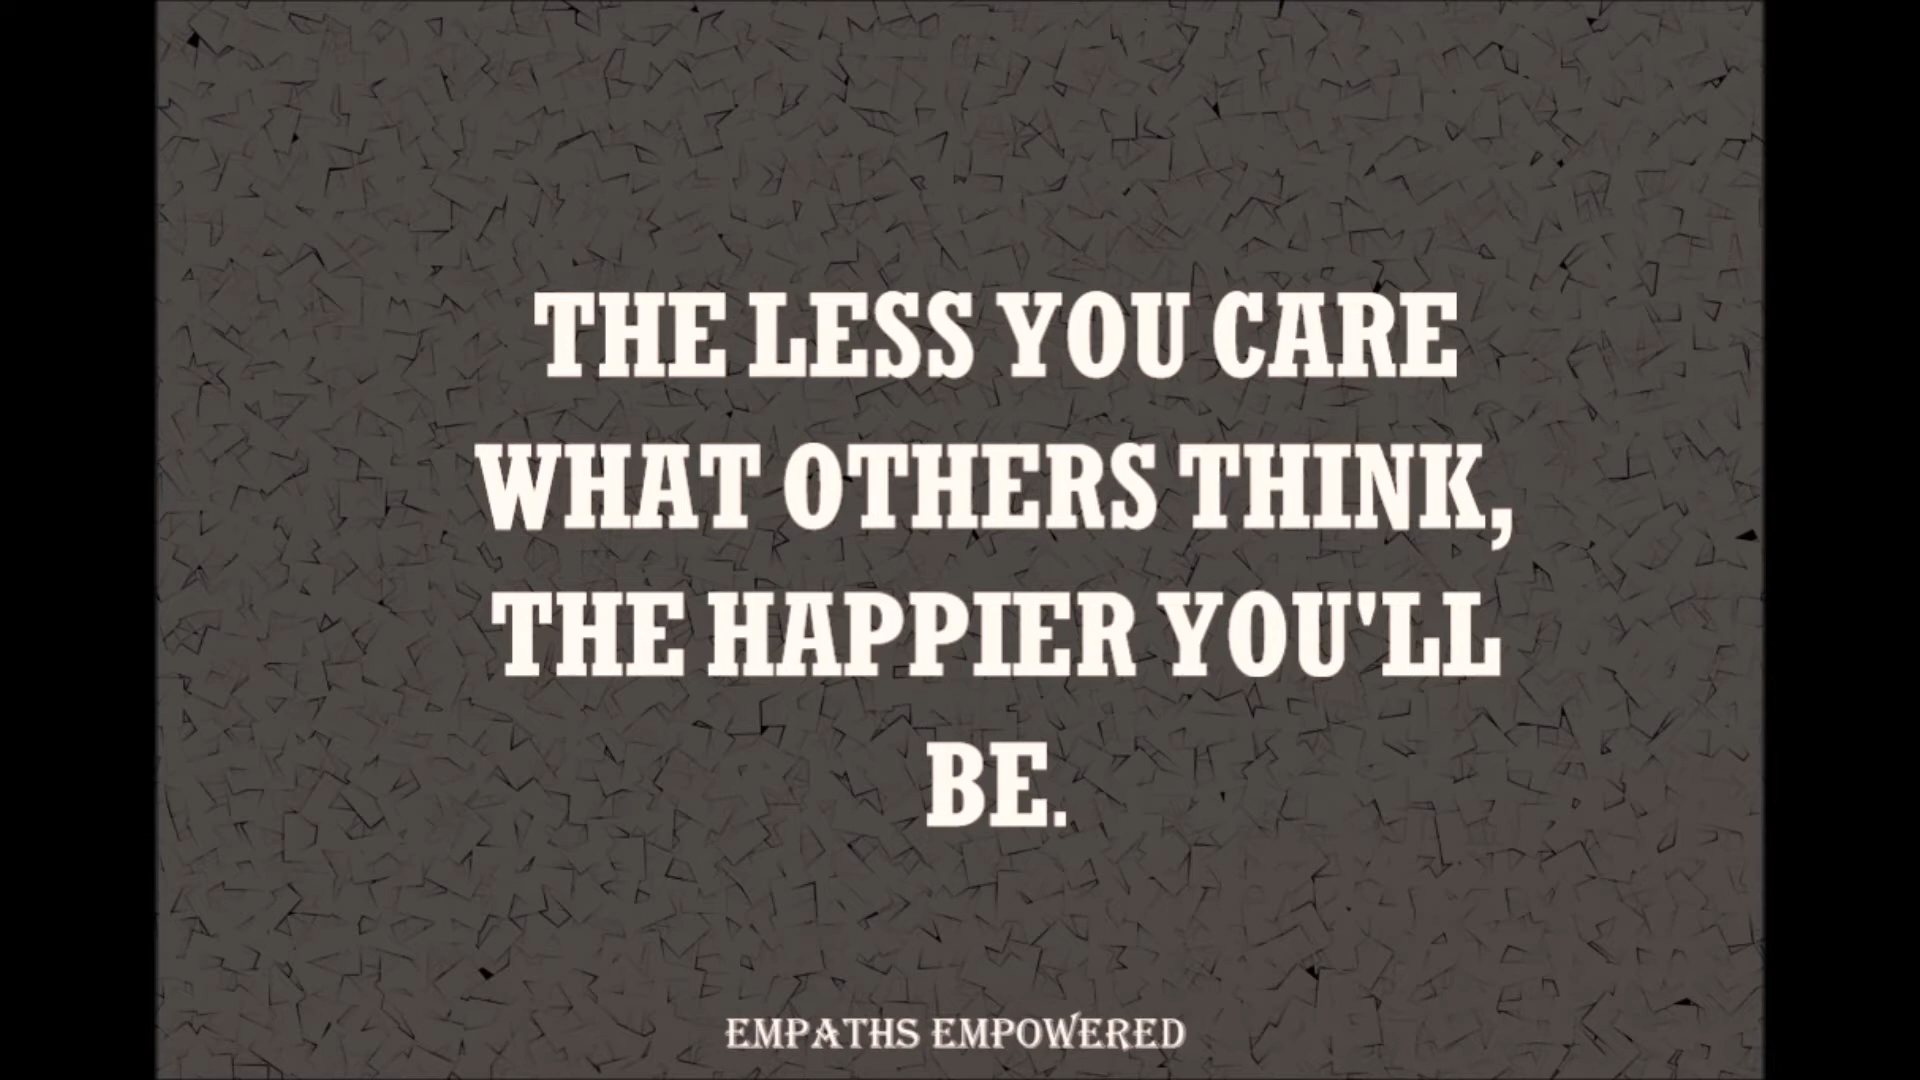 THE LESS YOU CARE
WHAT OTHERS THINK,
THE HAPPIER YOU'LL
BE.
EMPATHS EMPOWERED